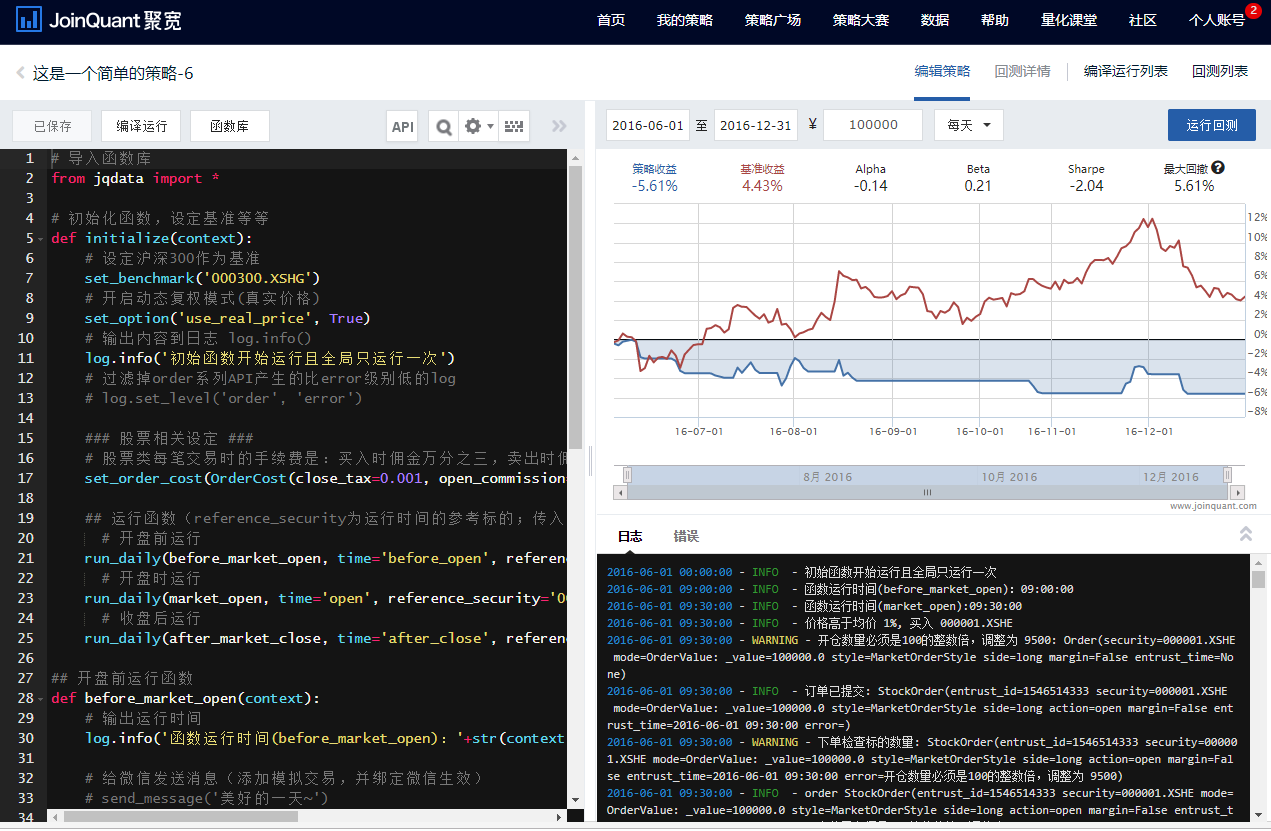 JoinQuant 聚宽
首页 我的策略 策略广场 策略大赛 数据 帮助 量化课堂 社区 个人账号 2
这是一个简单的策略-6
编辑策略 回测详情 编译运行列表 回测列表
已保存 编译运行 函数库 API
1 # 导入函数库
2 from jqdata import *
3
4 # 初始化函数，设定基准等等
5 def initialize(context):
6 # 设定沪深300作为基准
7 set_benchmark('000300.XSHG')
8 # 开启动态复权模式(真实价格)
9 set_option('use_real_price', True)
10 # 输出内容到日志 log.info()
11 log.info('初始函数开始运行且全局只运行一次')
12 # 过滤掉order系列API产生的比error级别低的log
13 # log.set_level('order', 'error')
14
15 ### 股票相关设定 ###
16 # 股票类每笔交易时的手续费是：买入时佣金万分之三，卖出时佣
17 set_order_cost(OrderCost(close_tax=0.001, open_commission=
18
19 ## 运行函数（reference_security为运行时间的参考标的；传入
20 # 开盘前运行
21 run_daily(before_market_open, time='before_open', referenc
22 # 开盘时运行
23 run_daily(market_open, time='open', reference_security='00
24 # 收盘后运行
25 run_daily(after_market_close, time='after_close', referenc
26
27 ## 开盘前运行函数
28 def before_market_open(context):
29 # 输出运行时间
30 log.info('函数运行时间(before_market_open)：'+str(context
31
32 # 给微信发送消息（添加模拟交易，并绑定微信生效）
33 # send_message('美好的一天~')
34
2016-06-01 至 2016-12-31 ¥ 100000 每天 运行回测
策略收益 基准收益 Alpha Beta Sharpe 最大回撤
-5.61% 4.43% -0.14 0.21 -2.04 5.61%
12%
10%
8%
6%
4%
2%
0%
-2%
-4%
-6%
-8%
16-07-01 16-08-01 16-09-01 16-10-01 16-11-01 16-12-01
8月 2016 10月 2016 12月 2016
www.joinquant.com
日志 错误
2016-06-01 00:00:00 - INFO - 初始函数开始运行且全局只运行一次
2016-06-01 09:00:00 - INFO - 函数运行时间(before_market_open): 09:00:00
2016-06-01 09:30:00 - INFO - 函数运行时间(market_open):09:30:00
2016-06-01 09:30:00 - INFO - 价格高于均价 1%, 买入 000001.XSHE
2016-06-01 09:30:00 - WARNING - 开仓数量必须是100的整数倍，调整为 9500: Order(security=000001.XSHE
mode=OrderValue: _value=100000.0 style=MarketOrderStyle side=long margin=False entrust_time=No
ne)
2016-06-01 09:30:00 - INFO - 订单已提交: StockOrder(entrust_id=1546514333 security=000001.XSHE
mode=OrderValue: _value=100000.0 style=MarketOrderStyle side=long action=open margin=False ent
rust_time=2016-06-01 09:30:00 error=)
2016-06-01 09:30:00 - WARNING - 下单检查标的数量: StockOrder(entrust_id=1546514333 security=00000
1.XSHE mode=OrderValue: _value=100000.0 style=MarketOrderStyle side=long action=open margin=Fal
se entrust_time=2016-06-01 09:30:00 error=开仓数量必须是100的整数倍，调整为 9500)
2016-06-01 09:30:00 - INFO - order StockOrder(entrust_id=1546514333 security=000001.XSHE mode=
OrderValue: _value=100000.0 style=MarketOrderStyle side=long action=open margin=False entrust_t